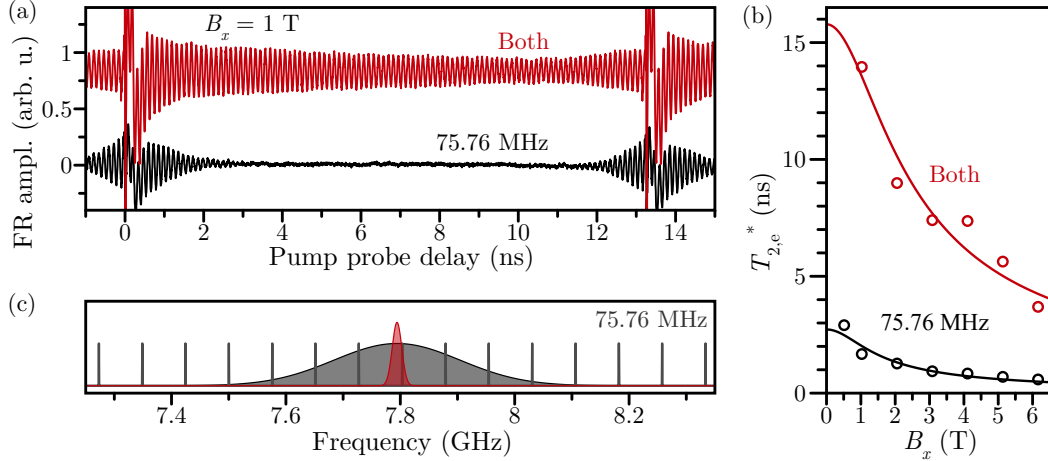 (a)
B_x = 1 T
Both
75.76 MHz
FR ampl. (arb. u.)
1
0.5
0
0 2 4 6 8 10 12 14
Pump probe delay (ns)
(b)
15
10
5
0
T_{2,e}^* (ns)
Both
75.76 MHz
0 1 2 3 4 5 6
B_x (T)
(c)
75.76 MHz
7.4 7.6 7.8 8 8.2
Frequency (GHz)